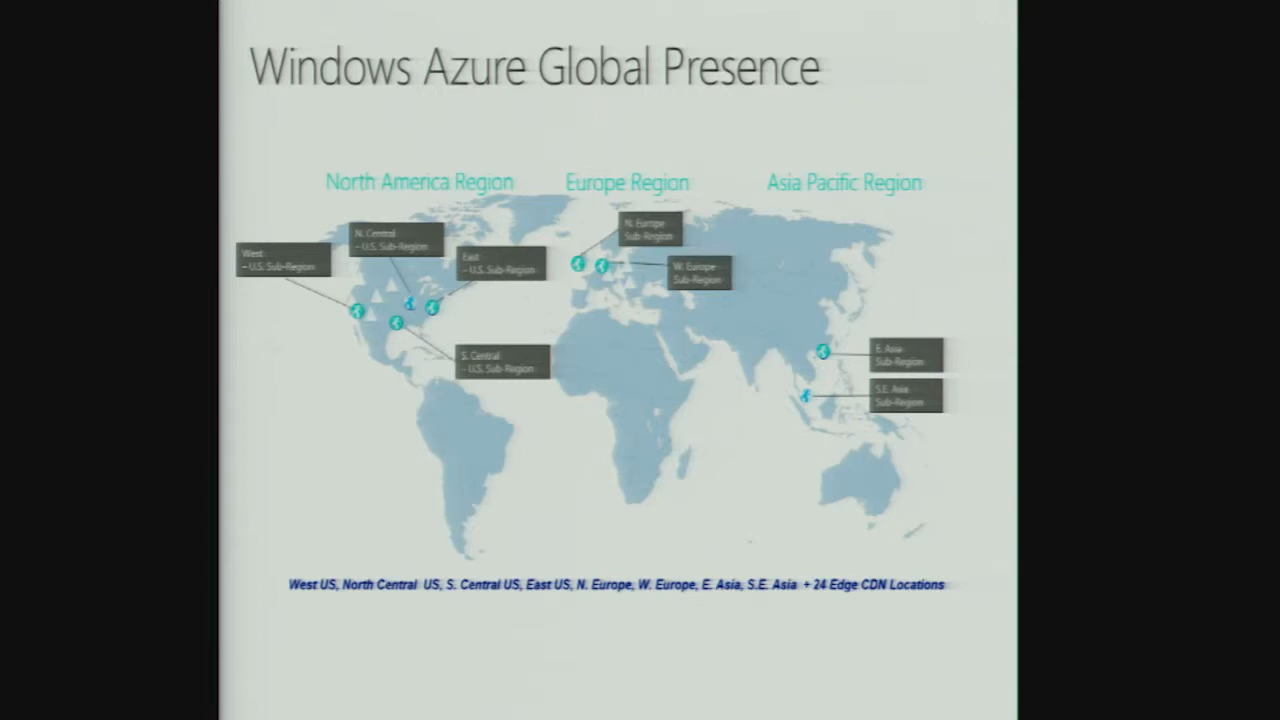 Windows Azure Global Presence
North America Region
Europe Region
Asia Pacific Region
N. Central
– U.S. Sub-Region
West
– U.S. Sub-Region
East
– U.S. Sub-Region
S. Central
– U.S. Sub-Region
N. Europe
Sub-Region
W. Europe
Sub-Region
E. Asia
Sub-Region
S.E. Asia
Sub-Region
West US, North Central US, S. Central US, East US, N. Europe, W. Europe, E. Asia, S.E. Asia + 24 Edge CDN Locations